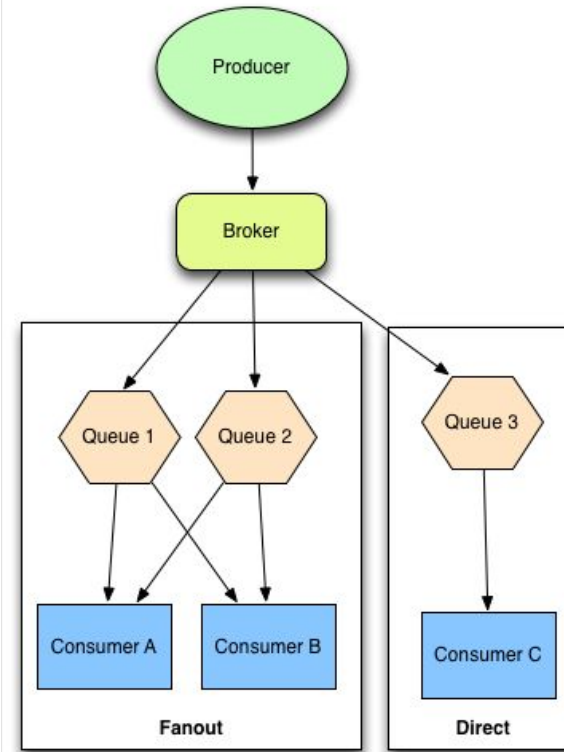 Producer
Broker
Queue 1
Queue 2
Queue 3
Consumer A
Consumer B
Consumer C
Fanout
Direct